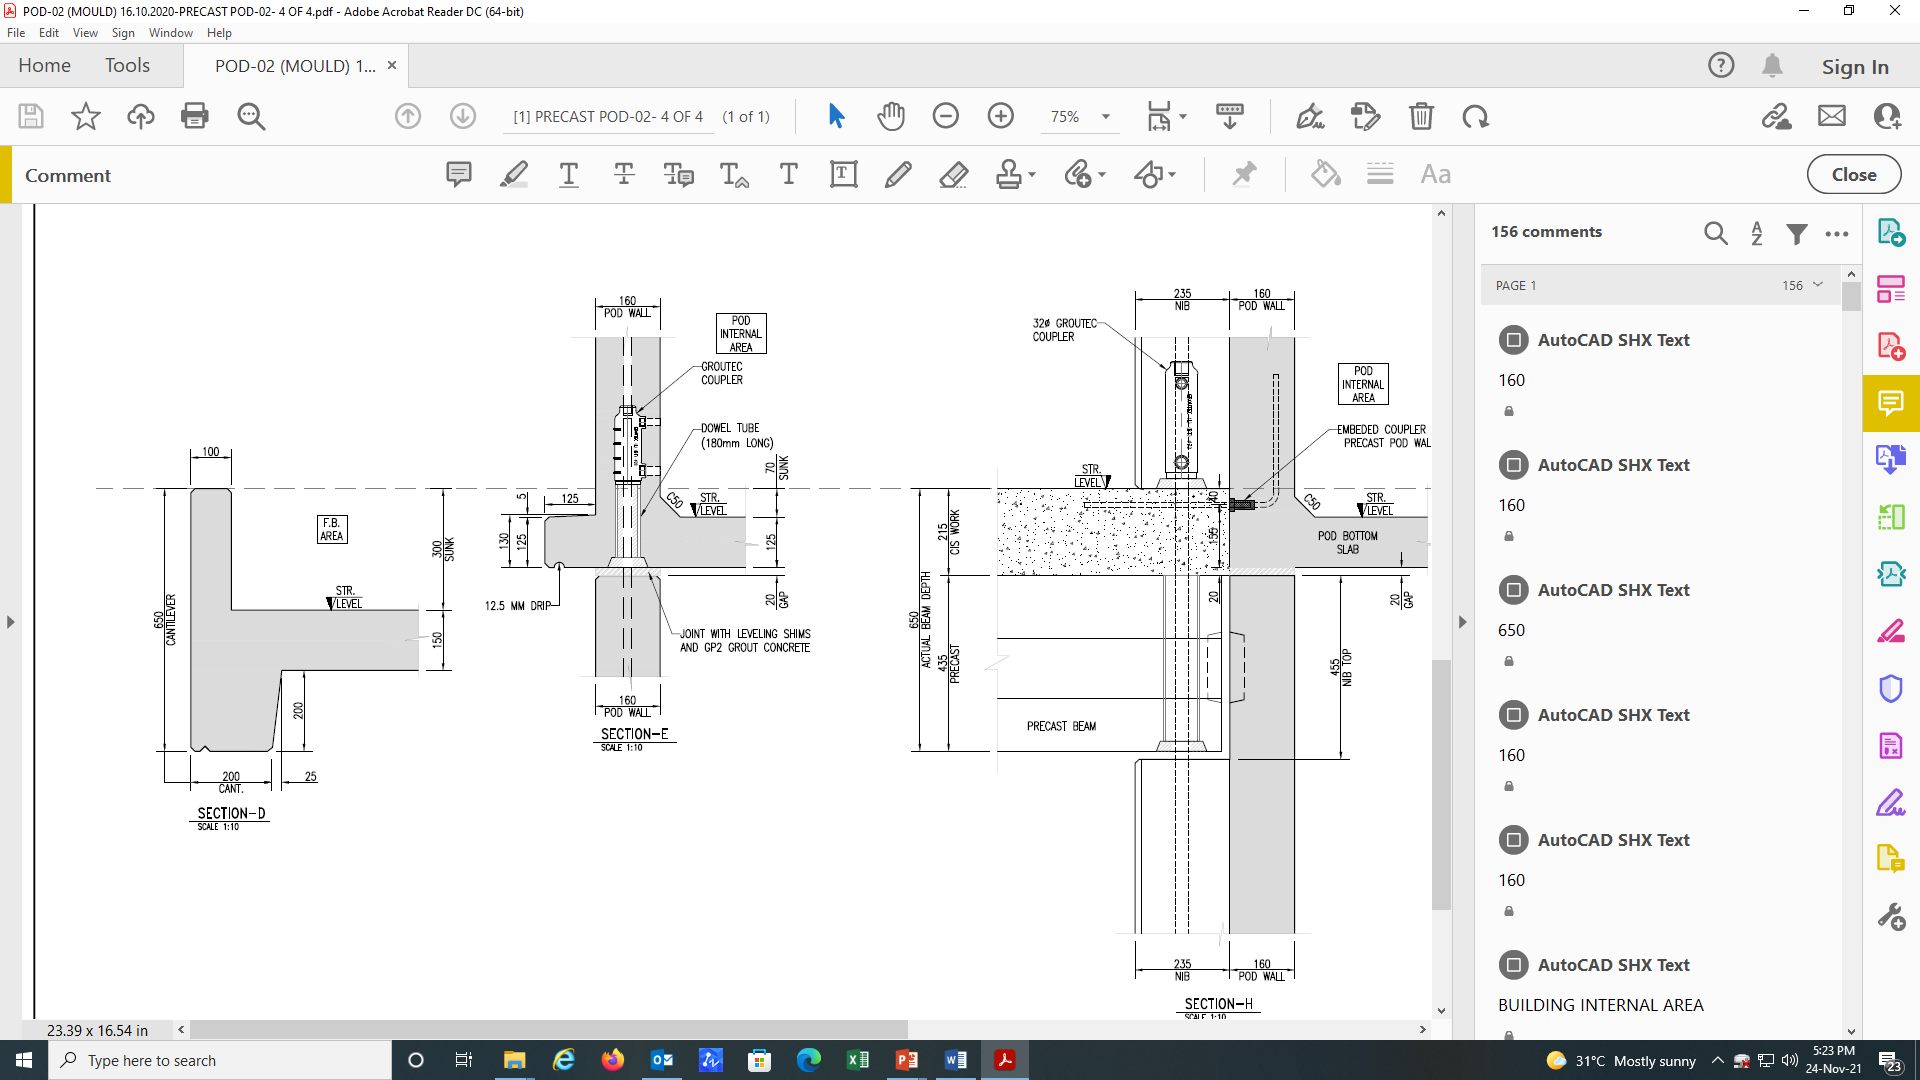 POD-02 (MOULD) 16.10.2020-PRECAST POD-02- 4 OF 4.pdf - Adobe Acrobat Reader DC (64-bit)
File Edit View Sign Window Help
Home Tools POD-02 (MOULD) 1... × Sign In
[1] PRECAST POD-02- 4 OF 4 (1 of 1) 75%
Comment Close
156 comments
PAGE 1 156
AutoCAD SHX Text
160
AutoCAD SHX Text
160
AutoCAD SHX Text
650
AutoCAD SHX Text
160
AutoCAD SHX Text
160
AutoCAD SHX Text
BUILDING INTERNAL AREA
100
F.B.
AREA
300
SUNK
STR.
LEVEL
650
CANTILEVER
150
200
200
CANT.
25
SECTION-D
SCALE 1:10
160
POD WALL
POD
INTERNAL
AREA
GROUTEC
COUPLER
DOWEL TUBE
(180mm LONG)
70
SUNK
5
125
C50
STR.
LEVEL
130
125
125
12.5 MM DRIP
20
GAP
JOINT WITH LEVELING SHIMS
AND GP2 GROUT CONCRETE
160
POD WALL
SECTION-E
SCALE 1:10
235
NIB
160
POD WALL
32ø GROUTEC
COUPLER
POD
INTERNAL
AREA
EMBEDED COUPLER
PRECAST POD WAL
STR.
LEVEL
40
C50
STR.
LEVEL
215
CIS WORK
POD BOTTOM
SLAB
20
20
GAP
650
ACTUAL BEAM DEPTH
435
PRECAST
455
NIB TOP
PRECAST BEAM
235
NIB
160
POD WALL
SECTION-H
SCALE 1:10
23.39 x 16.54 in
Type here to search
31°C Mostly sunny
5:23 PM
24-Nov-21
23